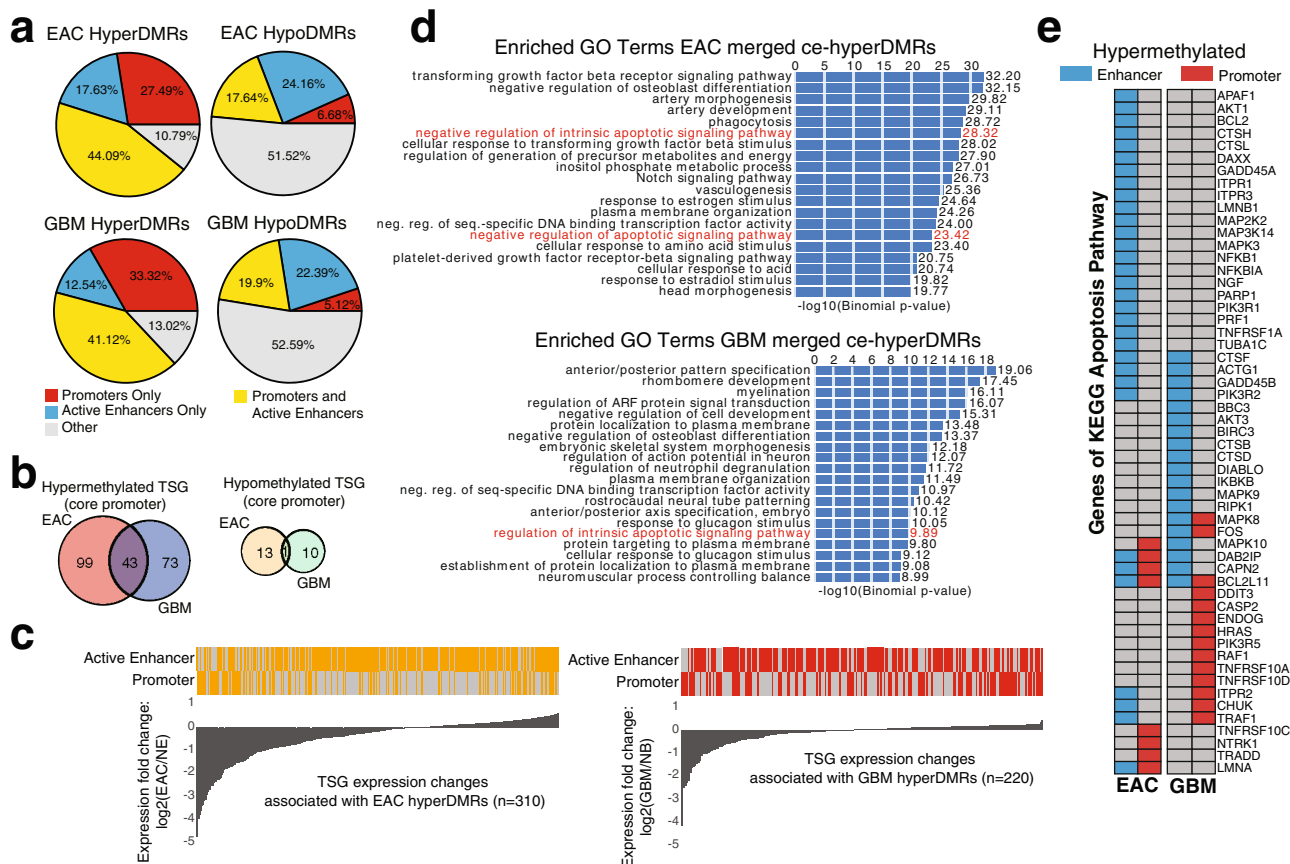 a
EAC HyperDMRs
17.63%
27.49%
10.79%
44.09%
EAC HypoDMRs
17.64%
24.16%
6.68%
51.52%
GBM HyperDMRs
12.54%
33.32%
13.02%
41.12%
GBM HypoDMRs
19.9%
22.39%
5.12%
52.59%
Promoters Only
Active Enhancers Only
Other
Promoters and
Active Enhancers
b
Hypermethylated TSG
(core promoter)
EAC
99
43
73
GBM
Hypomethylated TSG
(core promoter)
EAC
13
1
10
GBM
c
Active Enhancer
Promoter
1
0
-1
-2
-3
-4
-5
Expression fold change:
log2(EAC/NE)
TSG expression changes
associated with EAC hyperDMRs (n=310)
Active Enhancer
Promoter
1
0
-1
-2
-3
-4
-5
Expression fold change:
log2(GBM/NB)
TSG expression changes
associated with GBM hyperDMRs (n=220)
d
Enriched GO Terms EAC merged ce-hyperDMRs
0 5 10 15 20 25 30
transforming growth factor beta receptor signaling pathway 32.20
negative regulation of osteoblast differentiation 32.15
artery morphogenesis 29.82
artery development 29.11
phagocytosis 28.72
negative regulation of intrinsic apoptotic signaling pathway 28.32
cellular response to transforming growth factor beta stimulus 28.02
regulation of generation of precursor metabolites and energy 27.90
inositol phosphate metabolic process 27.01
Notch signaling pathway 26.73
vasculogenesis 25.36
response to estrogen stimulus 24.64
plasma membrane organization 24.26
neg. reg. of seq.-specific DNA binding transcription factor activity 24.00
negative regulation of apoptotic signaling pathway 23.42
cellular response to amino acid stimulus 23.40
platelet-derived growth factor receptor-beta signaling pathway 20.75
cellular response to acid 20.74
response to estradiol stimulus 19.82
head morphogenesis 19.77
-log10(Binomial p-value)
Enriched GO Terms GBM merged ce-hyperDMRs
0 2 4 6 8 10 12 14 16 18
anterior/posterior pattern specification 19.06
rhombomere development 17.45
myelination 16.11
regulation of ARF protein signal transduction 16.07
negative regulation of cell development 15.31
protein localization to plasma membrane 13.48
negative regulation of osteoblast differentiation 13.37
embryonic skeletal system morphogenesis 12.18
regulation of action potential in neuron 12.07
regulation of neutrophil degranulation 11.72
plasma membrane organization 11.49
neg. reg. of seq-specific DNA binding transcription factor activity 10.97
rostrocaudal neural tube patterning 10.42
anterior/posterior axis specification, embryo 10.12
response to glucagon stimulus 10.05
regulation of intrinsic apoptotic signaling pathway 9.89
protein targeting to plasma membrane 9.80
cellular response to glucagon stimulus 9.12
establishment of protein localization to plasma membrane 9.08
neuromuscular process controlling balance 8.99
-log10(Binomial p-value)
e
Hypermethylated
Enhancer
Promoter
Genes of KEGG Apoptosis Pathway
APAF1
AKT1
BCL2
CTSH
CTSL
DAXX
GADD45A
ITPR1
ITPR3
LMNB1
MAP2K2
MAP3K14
MAPK3
NFKB1
NFKBIA
NGF
PARP1
PIK3R1
PRF1
TNFRSF1A
TUBA1C
CTSF
ACTG1
GADD45B
PIK3R2
BBC3
AKT3
BIRC3
CTSB
CTSD
DIABLO
IKBKB
MAPK9
RIPK1
MAPK8
FOS
MAPK10
DAB2IP
CAPN2
BCL2L11
DDIT3
CASP2
ENDOG
HRAS
PIK3R5
RAF1
TNFRSF10A
TNFRSF10D
ITPR2
CHUK
TRAF1
TNFRSF10C
NTRK1
TRADD
LMNA
EAC GBM